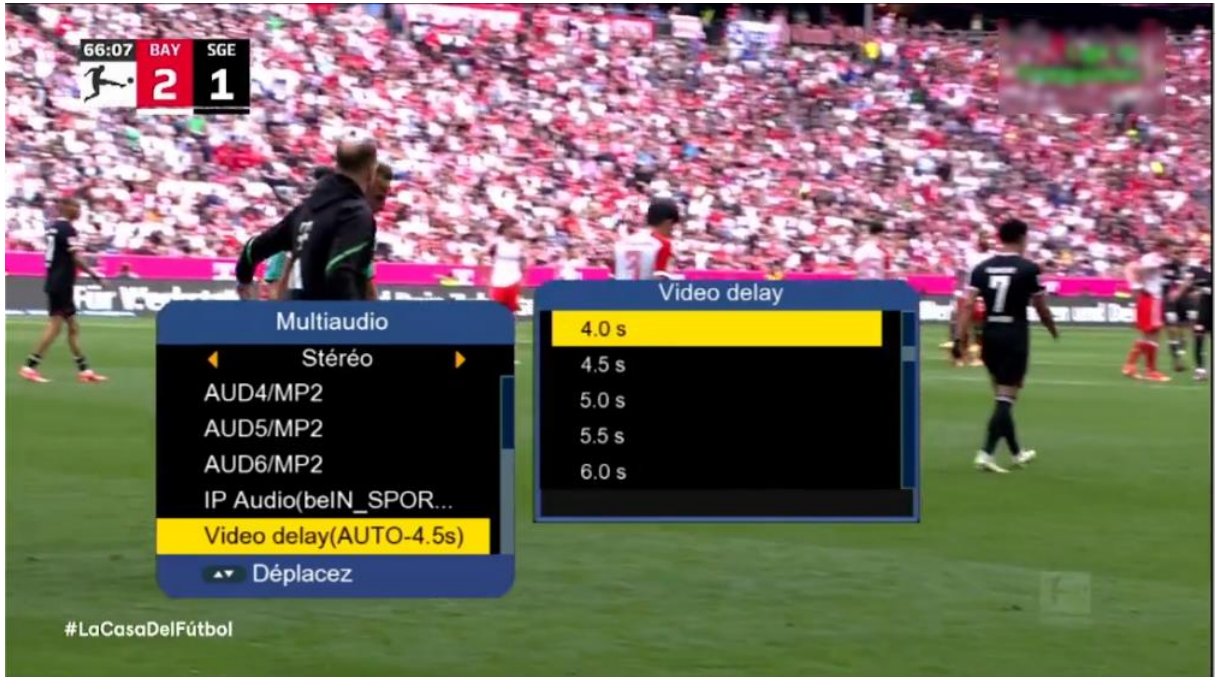 66:07 BAY SGE
2 1
Video delay
Multiaudio
4.0 s
Stéréo
4.5 s
AUD4/MP2
5.0 s
AUD5/MP2
5.5 s
AUD6/MP2
6.0 s
IP Audio(beIN_SPOR...
Video delay(AUTO-4.5s)
Déplacez
7
#LaCasaDelFútbol